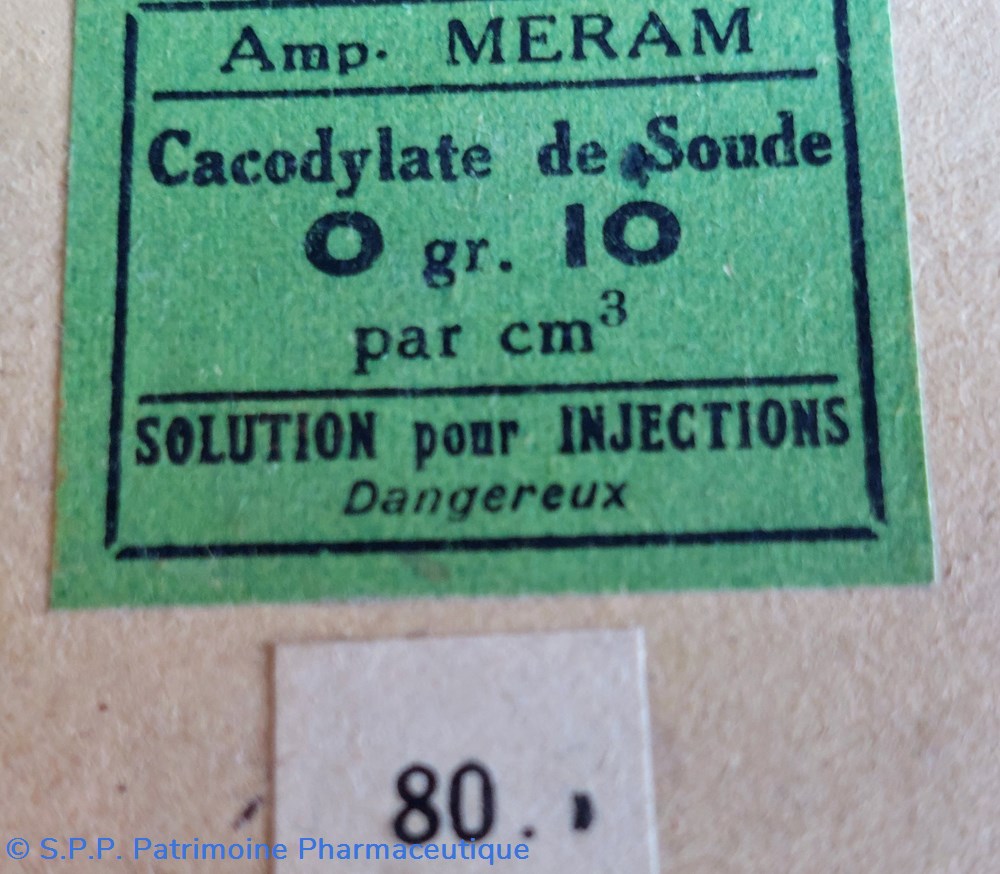 Amp. MERAM
Cacodylate de Soude
0 gr. 10
par cm³
SOLUTION pour INJECTIONS
Dangereux
80.
© S.P.P. Patrimoine Pharmaceutique